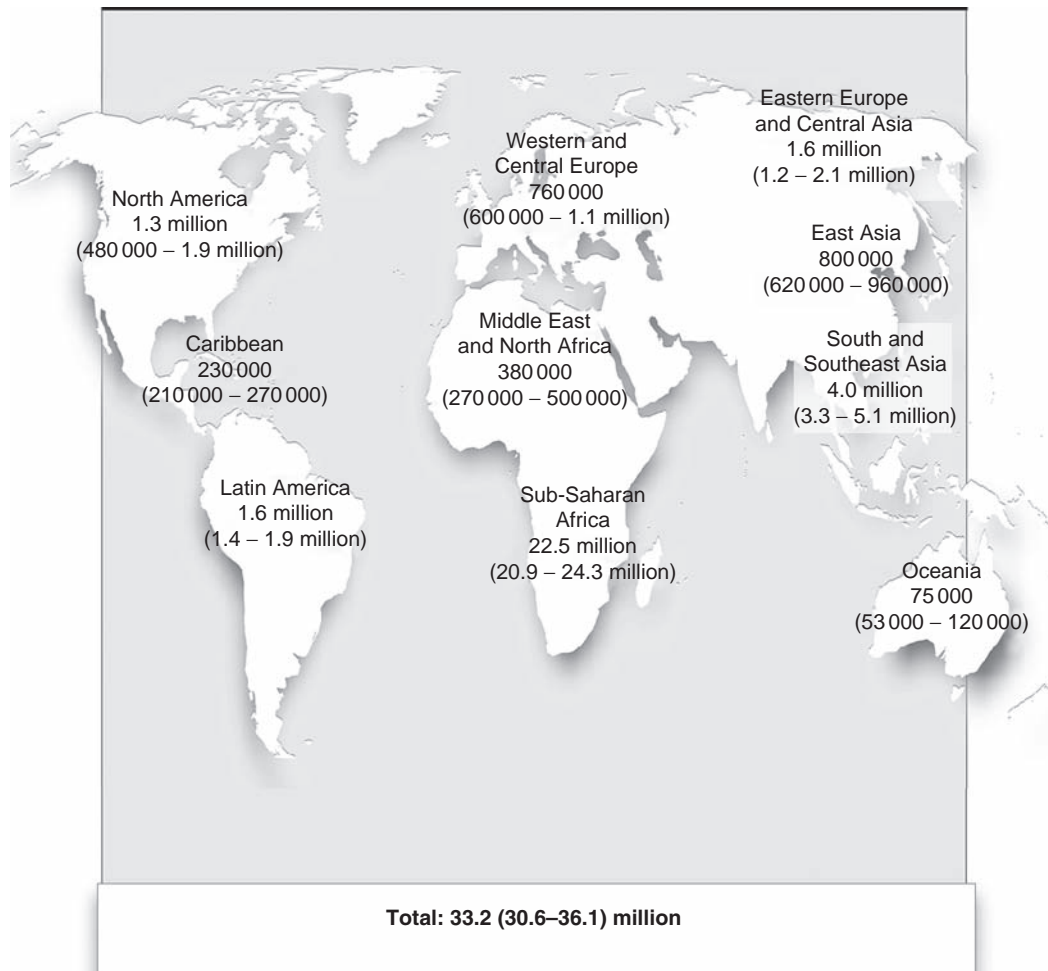 Eastern Europe
and Central Asia
1.6 million
(1.2 – 2.1 million)
Western and
Central Europe
760 000
(600 000 – 1.1 million)
North America
1.3 million
(480 000 – 1.9 million)
East Asia
800 000
(620 000 – 960 000)
Middle East
and North Africa
380 000
(270 000 – 500 000)
South and
Southeast Asia
4.0 million
(3.3 – 5.1 million)
Caribbean
230 000
(210 000 – 270 000)
Latin America
1.6 million
(1.4 – 1.9 million)
Sub-Saharan
Africa
22.5 million
(20.9 – 24.3 million)
Oceania
75 000
(53 000 – 120 000)
Total: 33.2 (30.6–36.1) million